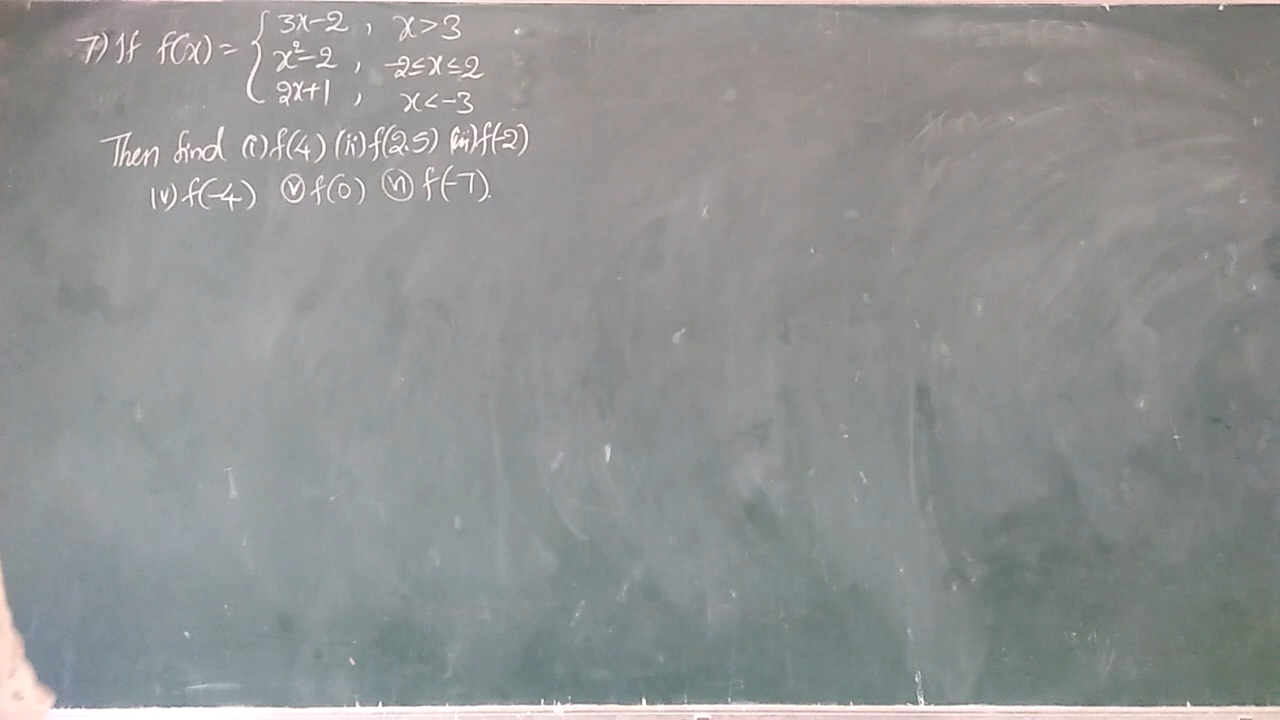 7) If f(x) = { 3x-2 , x>3
x²-2 , -2≤x≤2
2x+1 , x<-3
Then find (i) f(4) (ii) f(2.5) (iii) f(-2)
iv) f(-4) (v) f(0) (vi) f(-7).